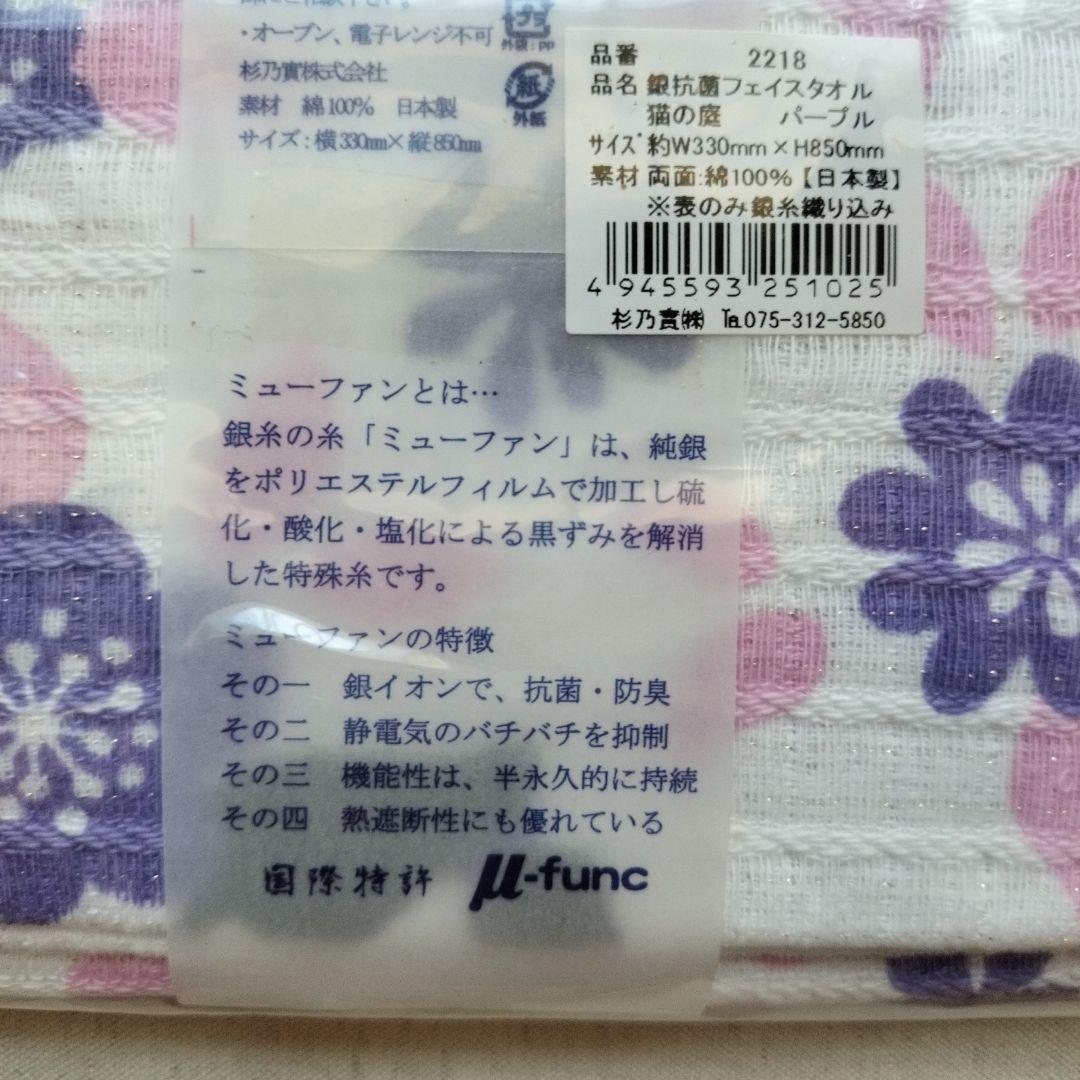 ・オーブン、電子レンジ不可
杉乃實株式会社
素材　綿100%　日本製
サイズ：横330㎜×縦850㎜
プラ
外袋：PP
紙
外紙
品番　2218
品名 銀抗菌フェイスタオル
猫の庭　パープル
サイズ 約W330mm×H850mm
素材 両面:綿100%【日本製】
※表のみ銀糸織り込み
4 945593 251025
杉乃實㈱ ℡075-312-5850
ミューファンとは…
銀糸の糸「ミューファン」は、純銀
をポリエステルフィルムで加工し硫
化・酸化・塩化による黒ずみを解消
した特殊糸です。
ミューファンの特徴
その一　銀イオンで、抗菌・防臭
その二　静電気のバチバチを抑制
その三　機能性は、半永久的に持続
その四　熱遮断性にも優れている
国際特許 μ-func